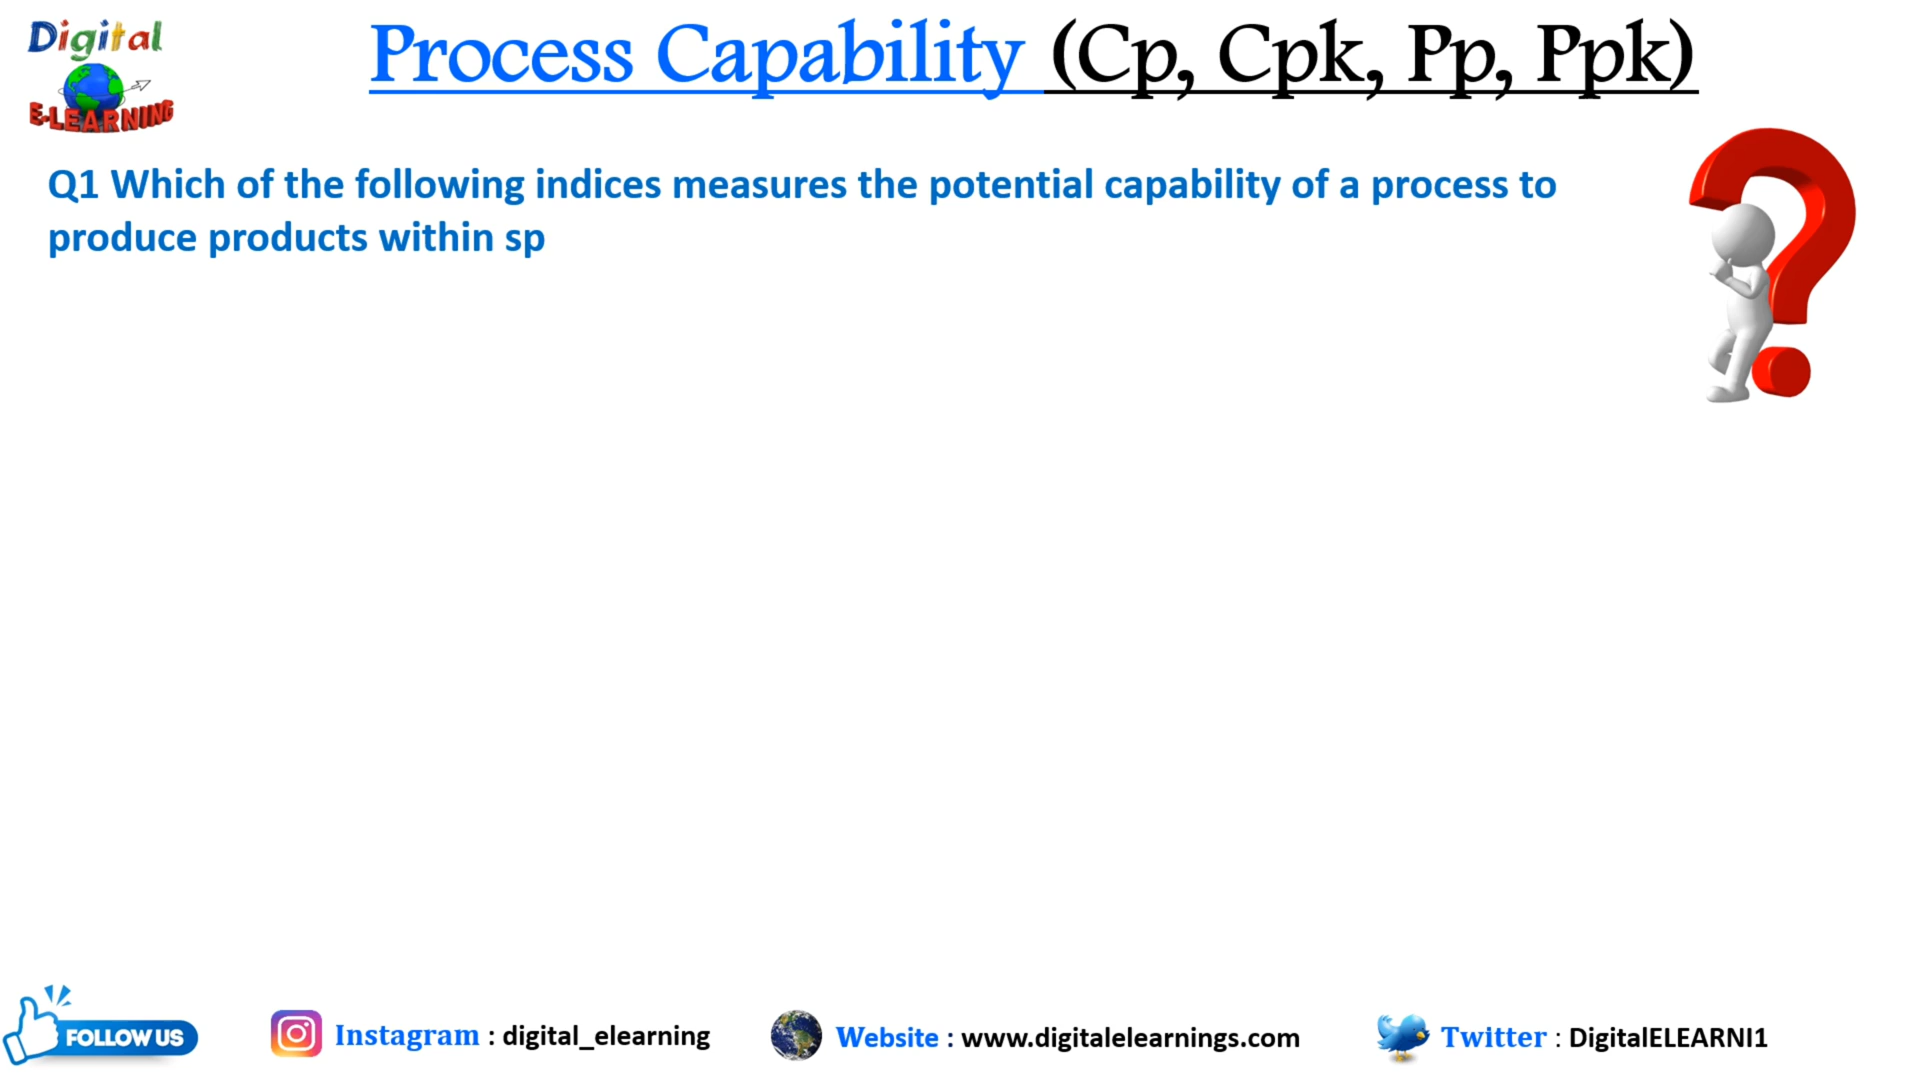 Digital
E-LEARNING
Process Capability (Cp, Cpk, Pp, Ppk)
Q1 Which of the following indices measures the potential capability of a process to
produce products within sp
FOLLOW US
Instagram : digital_elearning
Website : www.digitalelearnings.com
Twitter : DigitalELEARNI1